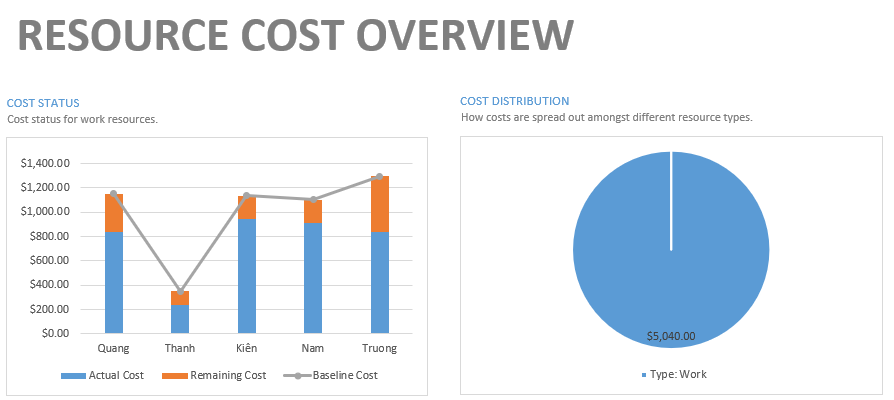 RESOURCE COST OVERVIEW
COST STATUS
Cost status for work resources.
$1,400.00
$1,200.00
$1,000.00
$800.00
$600.00
$400.00
$200.00
$0.00
Quang Thanh Kiên Nam Truong
Actual Cost Remaining Cost Baseline Cost
COST DISTRIBUTION
How costs are spread out amongst different resource types.
$5,040.00
Type: Work